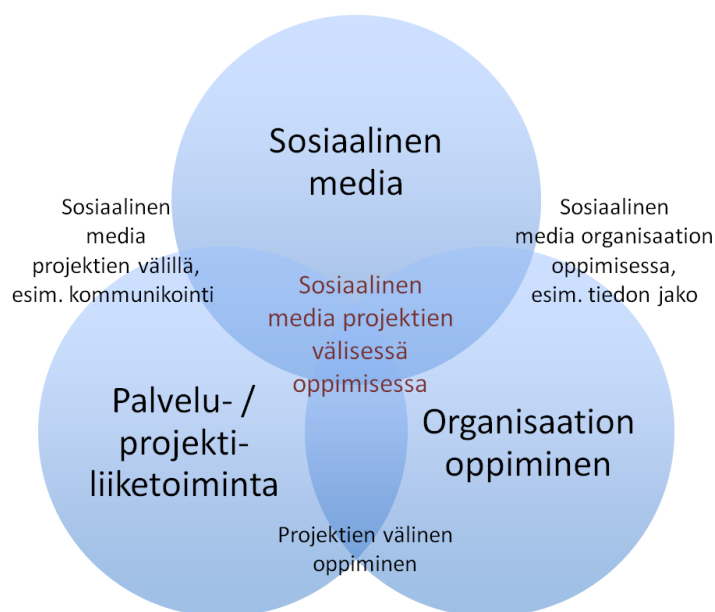 Sosiaalinen
media
Sosiaalinen
media
projektien välillä,
esim. kommunikointi
Sosiaalinen
media organisaation
oppimisessa,
esim. tiedon jako
Sosiaalinen
media projektien
välisessä
oppimisessa
Palvelu- /
projekti-
liiketoiminta
Organisaation
oppiminen
Projektien välinen
oppiminen